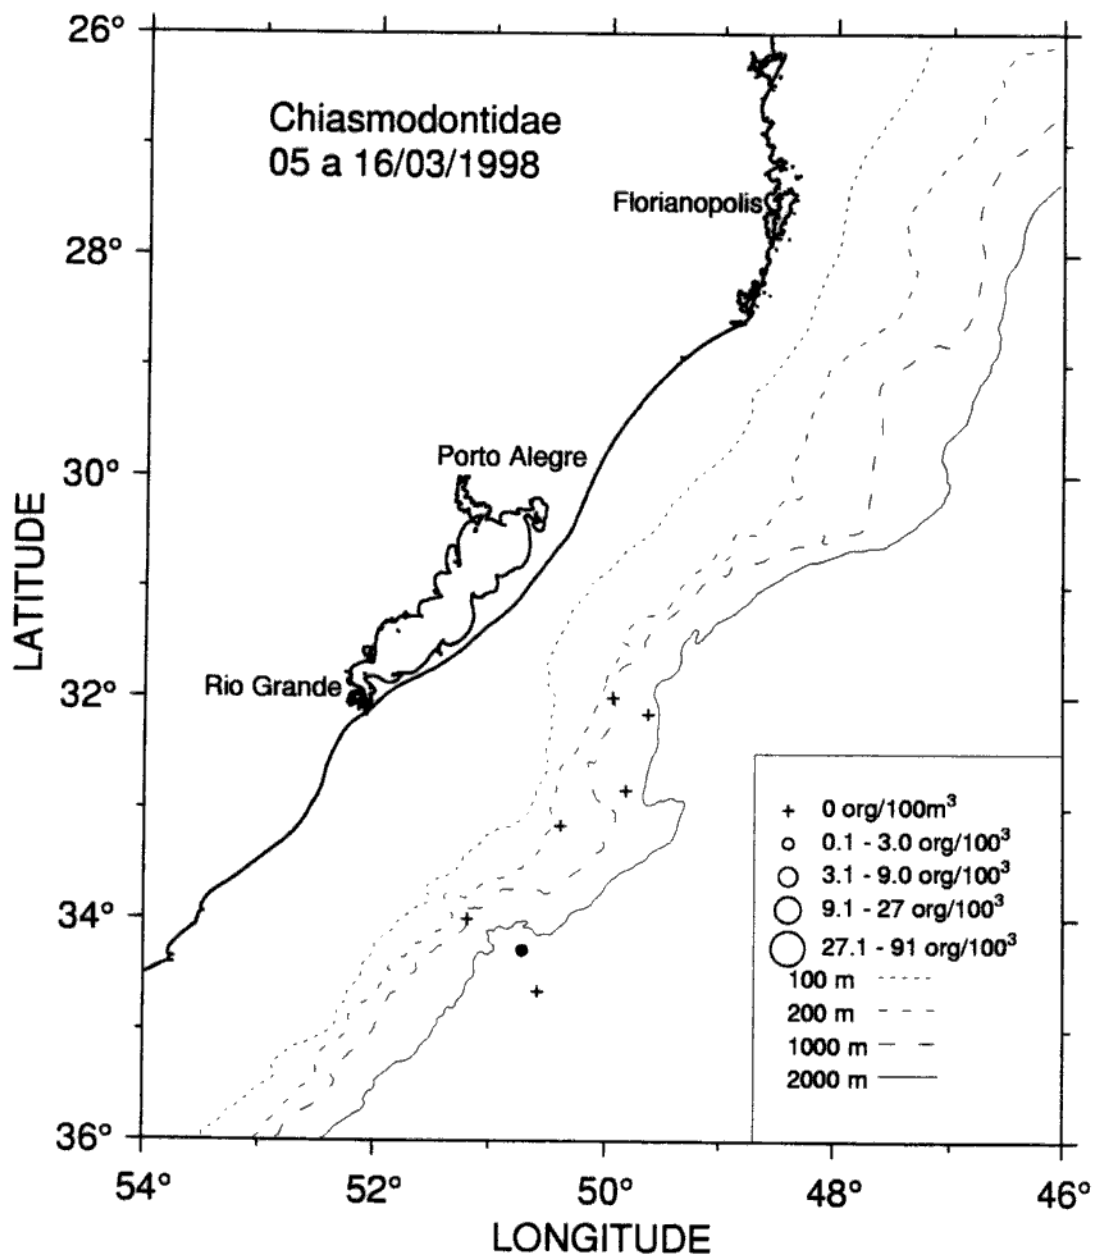 26°
Chiasmodontidae
05 a 16/03/1998
Florianopolis
28°
Porto Alegre
30°
LATITUDE
Rio Grande
32°
+ 0 org/100m³
0.1 - 3.0 org/100³
3.1 - 9.0 org/100³
34°
9.1 - 27 org/100³
27.1 - 91 org/100³
100 m
200 m
1000 m
2000 m
36°
54° 52° 50° 48° 46°
LONGITUDE